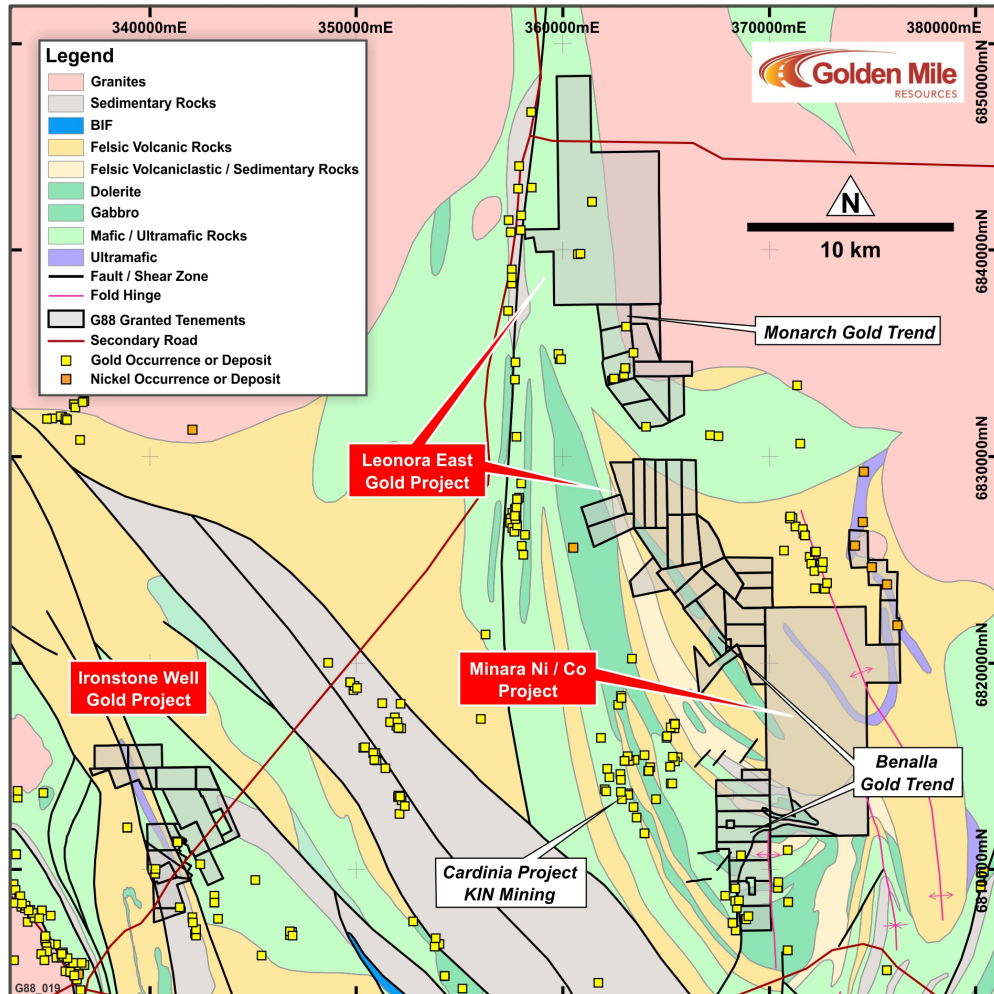 340000mE
350000mE
360000mE
370000mE
380000mE
Legend
Granites
Sedimentary Rocks
BIF
Felsic Volcanic Rocks
Felsic Volcaniclastic / Sedimentary Rocks
Dolerite
Gabbro
Mafic / Ultramafic Rocks
Ultramafic
Fault / Shear Zone
Fold Hinge
G88 Granted Tenements
Secondary Road
Gold Occurrence or Deposit
Nickel Occurrence or Deposit
Golden Mile
RESOURCES
N
10 km
6850000mN
6840000mN
6830000mN
6820000mN
6810000mN
Monarch Gold Trend
Leonora East
Gold Project
Ironstone Well
Gold Project
Minara Ni / Co
Project
Benalla
Gold Trend
Cardinia Project
KIN Mining
G88_019